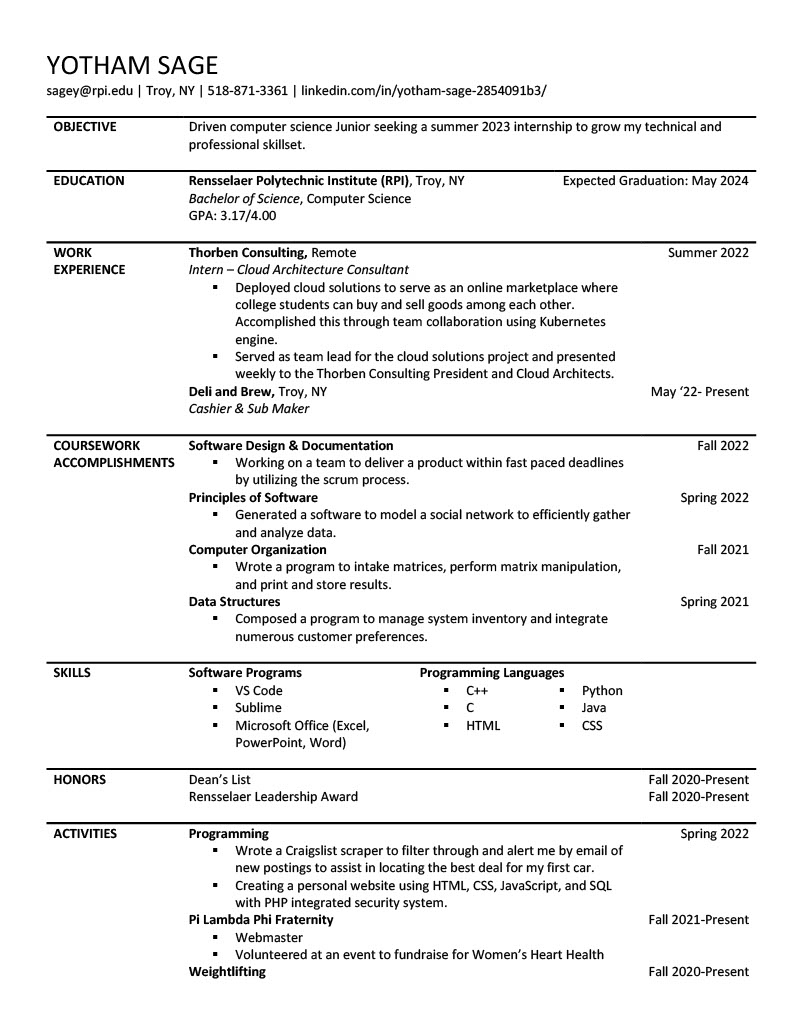 YOTHAM SAGE
sagey@rpi.edu | Troy, NY | 518-871-3361 | linkedin.com/in/yotham-sage-2854091b3/
OBJECTIVE Driven computer science Junior seeking a summer 2023 internship to grow my technical and
professional skillset.
EDUCATION Rensselaer Polytechnic Institute (RPI), Troy, NY Expected Graduation: May 2024
Bachelor of Science, Computer Science
GPA: 3.17/4.00
WORK Thorben Consulting, Remote Summer 2022
EXPERIENCE Intern – Cloud Architecture Consultant
▪ Deployed cloud solutions to serve as an online marketplace where
college students can buy and sell goods among each other.
Accomplished this through team collaboration using Kubernetes
engine.
▪ Served as team lead for the cloud solutions project and presented
weekly to the Thorben Consulting President and Cloud Architects.
Deli and Brew, Troy, NY May ‘22- Present
Cashier & Sub Maker
COURSEWORK Software Design & Documentation Fall 2022
ACCOMPLISHMENTS ▪ Working on a team to deliver a product within fast paced deadlines
by utilizing the scrum process.
Principles of Software Spring 2022
▪ Generated a software to model a social network to efficiently gather
and analyze data.
Computer Organization Fall 2021
▪ Wrote a program to intake matrices, perform matrix manipulation,
and print and store results.
Data Structures Spring 2021
▪ Composed a program to manage system inventory and integrate
numerous customer preferences.
SKILLS Software Programs Programming Languages
▪ VS Code ▪ C++ ▪ Python
▪ Sublime ▪ C ▪ Java
▪ Microsoft Office (Excel, ▪ HTML ▪ CSS
PowerPoint, Word)
HONORS Dean’s List Fall 2020-Present
Rensselaer Leadership Award Fall 2020-Present
ACTIVITIES Programming Spring 2022
▪ Wrote a Craigslist scraper to filter through and alert me by email of
new postings to assist in locating the best deal for my first car.
▪ Creating a personal website using HTML, CSS, JavaScript, and SQL
with PHP integrated security system.
Pi Lambda Phi Fraternity Fall 2021-Present
▪ Webmaster
▪ Volunteered at an event to fundraise for Women’s Heart Health
Weightlifting Fall 2020-Present